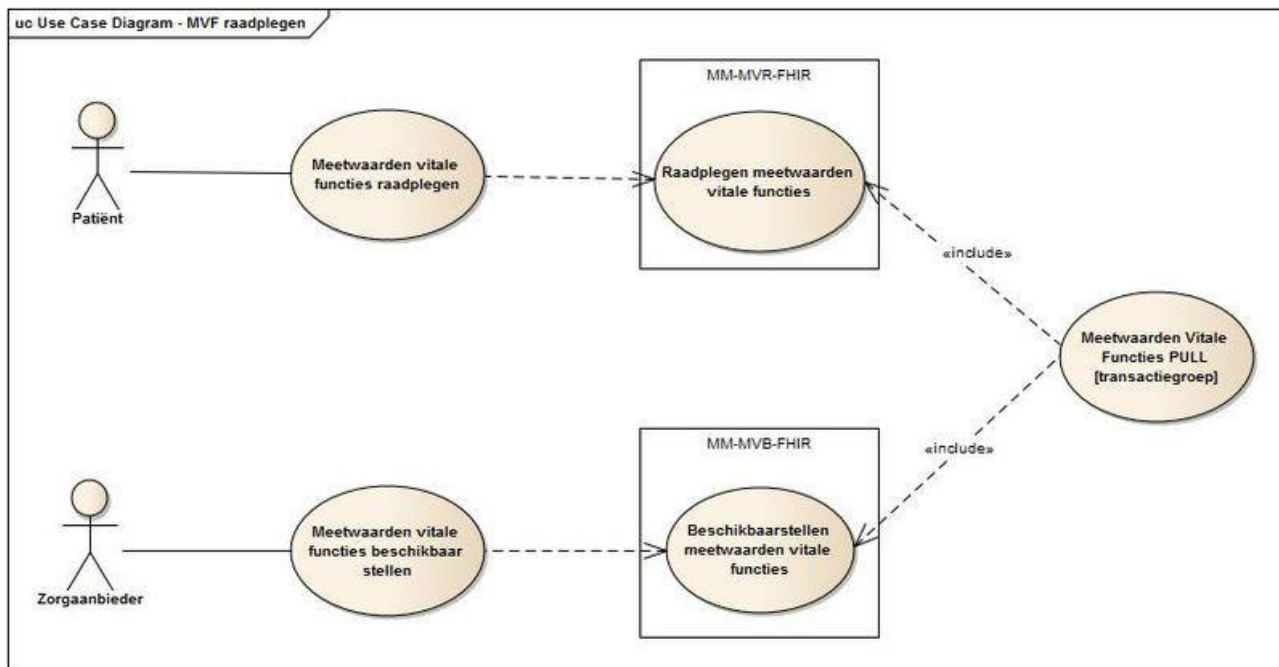 uc Use Case Diagram - MVF raadplegen
MM-MVR-FHIR
Patiënt
Meetwaarden vitale
functies raadplegen
Raadplegen meetwaarden
vitale functies
«include»
Meetwaarden Vitale
Functies PULL
[transactiegroep]
«include»
MM-MVB-FHIR
Zorgaanbieder
Meetwaarden vitale
functies beschikbaar
stellen
Beschikbaarstellen
meetwaarden vitale
functies